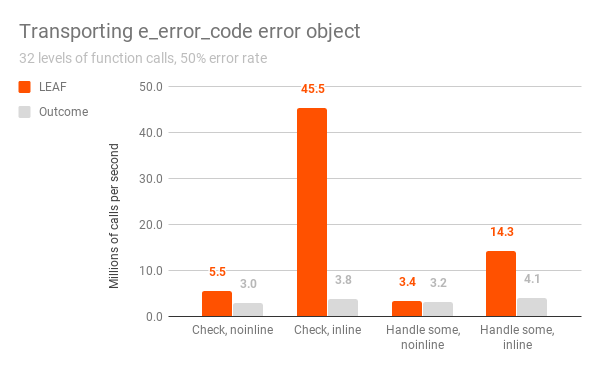 Transporting e_error_code error object
32 levels of function calls, 50% error rate
LEAF
Outcome
Millions of calls per second
50.0
40.0
30.0
20.0
10.0
0.0
5.5
3.0
45.5
3.8
3.4
3.2
14.3
4.1
Check, noinline
Check, inline
Handle some,
noinline
Handle some,
inline